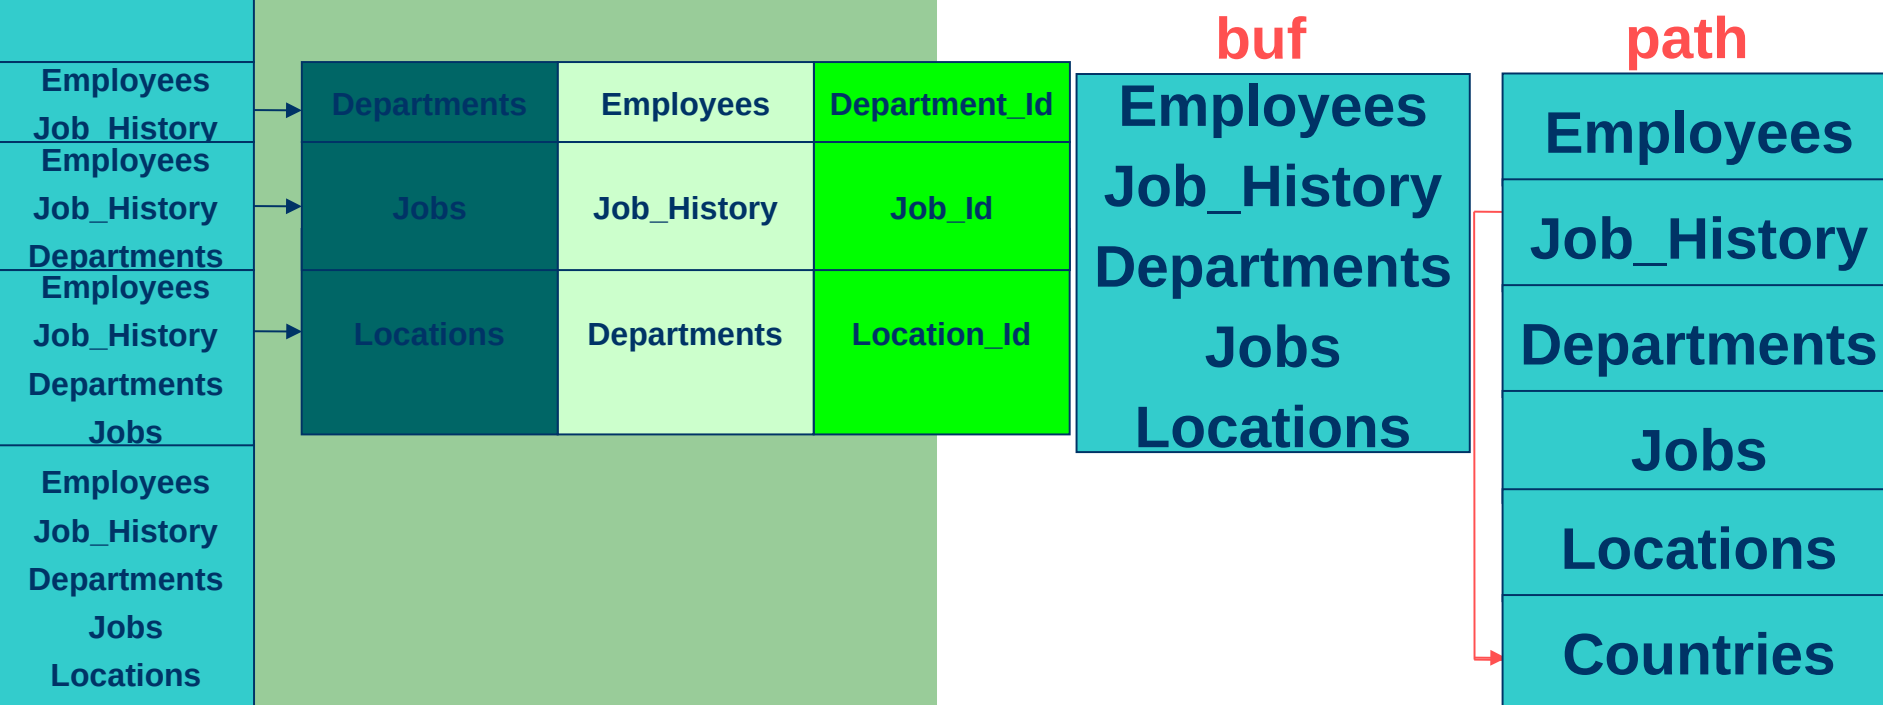 Employees
Job_History
Employees
Job_History
Departments
Employees
Job_History
Departments
Jobs
Employees
Job_History
Departments
Jobs
Locations
Departments Employees Department_Id
Jobs Job_History Job_Id
Locations Departments Location_Id
buf
Employees
Job_History
Departments
Jobs
Locations
path
Employees
Job_History
Departments
Jobs
Locations
Countries